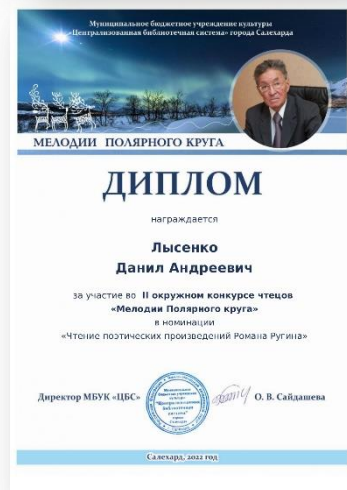 Муниципальное бюджетное учреждение культуры
«Централизованная библиотечная система» города Салехарда
МЕЛОДИИ ПОЛЯРНОГО КРУГА
ДИПЛОМ
награждается
Лысенко
Данил Андреевич
за участие во II окружном конкурсе чтецов
«Мелодии Полярного круга»
в номинации
«Чтение поэтических произведений Романа Ругина»
Директор МБУК «ЦБС» О. В. Сайдашева
Салехард, 2022 год